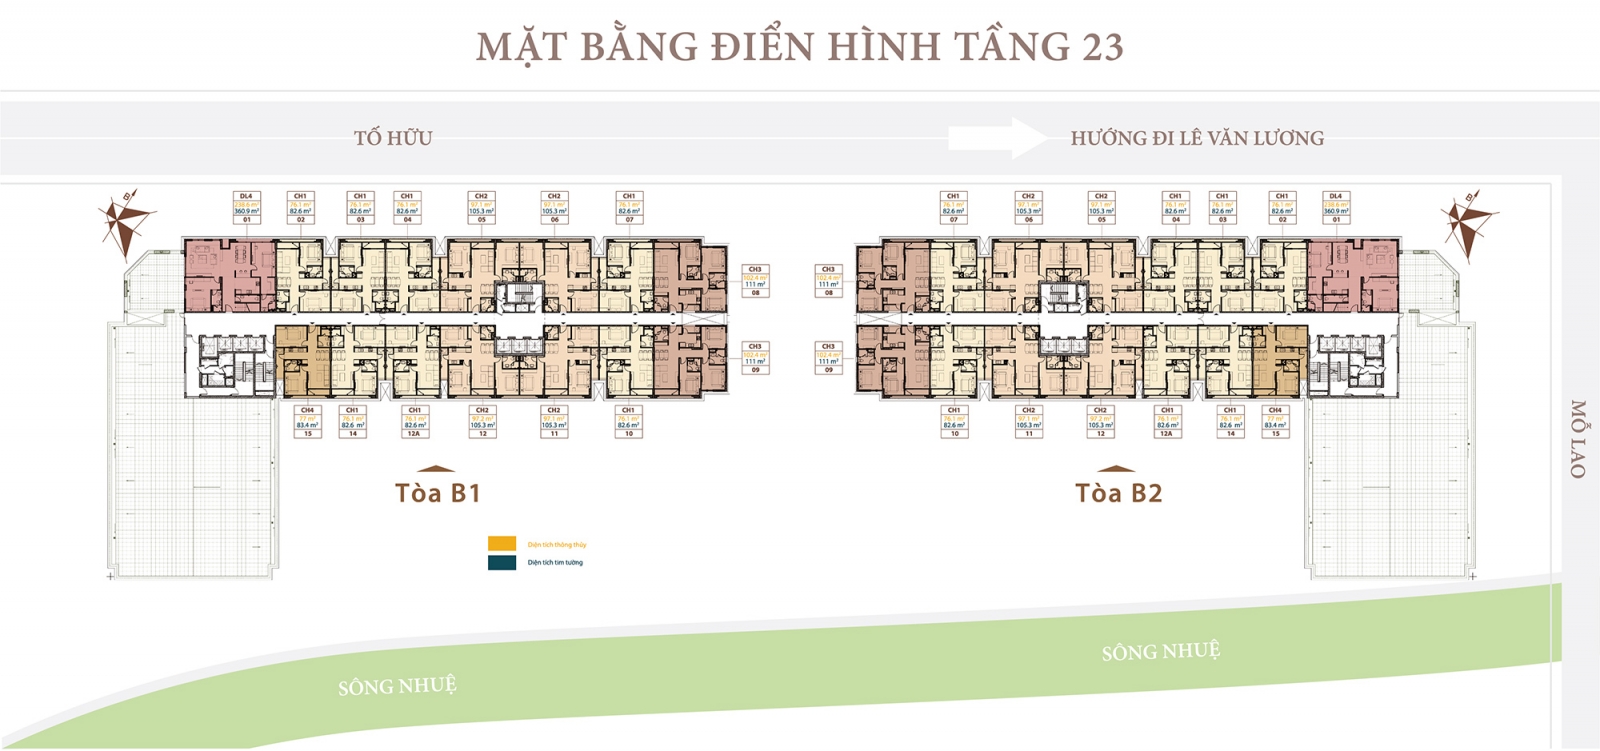 MẶT BẰNG ĐIỂN HÌNH TẦNG 23
TỐ HỮU
HƯỚNG ĐI LÊ VĂN LƯƠNG
B
DL4
238.6 m²
360.9 m²
01
CH1
76.1 m²
82.6 m²
02
CH1
76.1 m²
82.6 m²
03
CH1
76.1 m²
82.6 m²
04
CH2
97.1 m²
105.3 m²
05
CH2
97.1 m²
105.3 m²
06
CH1
76.1 m²
82.6 m²
07
CH1
76.1 m²
82.6 m²
07
CH2
97.1 m²
105.3 m²
06
CH2
97.1 m²
105.3 m²
05
CH1
76.1 m²
82.6 m²
04
CH1
76.1 m²
82.6 m²
03
CH1
76.1 m²
82.6 m²
02
DL4
238.6 m²
360.9 m²
01
B
CH3
102.4 m²
111 m²
08
CH3
102.4 m²
111 m²
08
CH3
102.4 m²
111 m²
09
CH3
102.4 m²
111 m²
09
CH4
77 m²
83.4 m²
15
CH1
76.1 m²
82.6 m²
14
CH1
76.1 m²
82.6 m²
12A
CH2
97.2 m²
105.3 m²
12
CH2
97.1 m²
105.3 m²
11
CH1
76.1 m²
82.6 m²
10
CH1
76.1 m²
82.6 m²
10
CH2
97.1 m²
105.3 m²
11
CH2
97.2 m²
105.3 m²
12
CH1
76.1 m²
82.6 m²
12A
CH1
76.1 m²
82.6 m²
14
CH4
77 m²
83.4 m²
15
MỖ LAO
Tòa B1
Tòa B2
Diện tích thông thủy
Diện tích tim tường
SÔNG NHUỆ
SÔNG NHUỆ